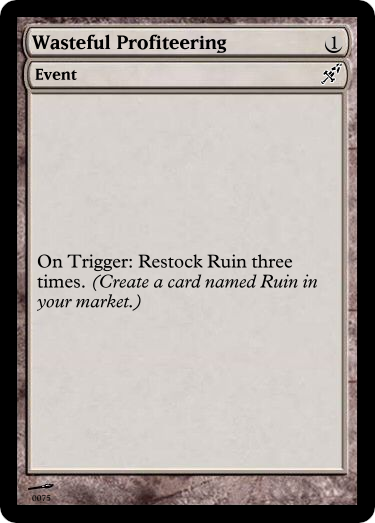 Wasteful Profiteering 1
Event
On Trigger: Restock Ruin three
times. (Create a card named Ruin in
your market.)
0075